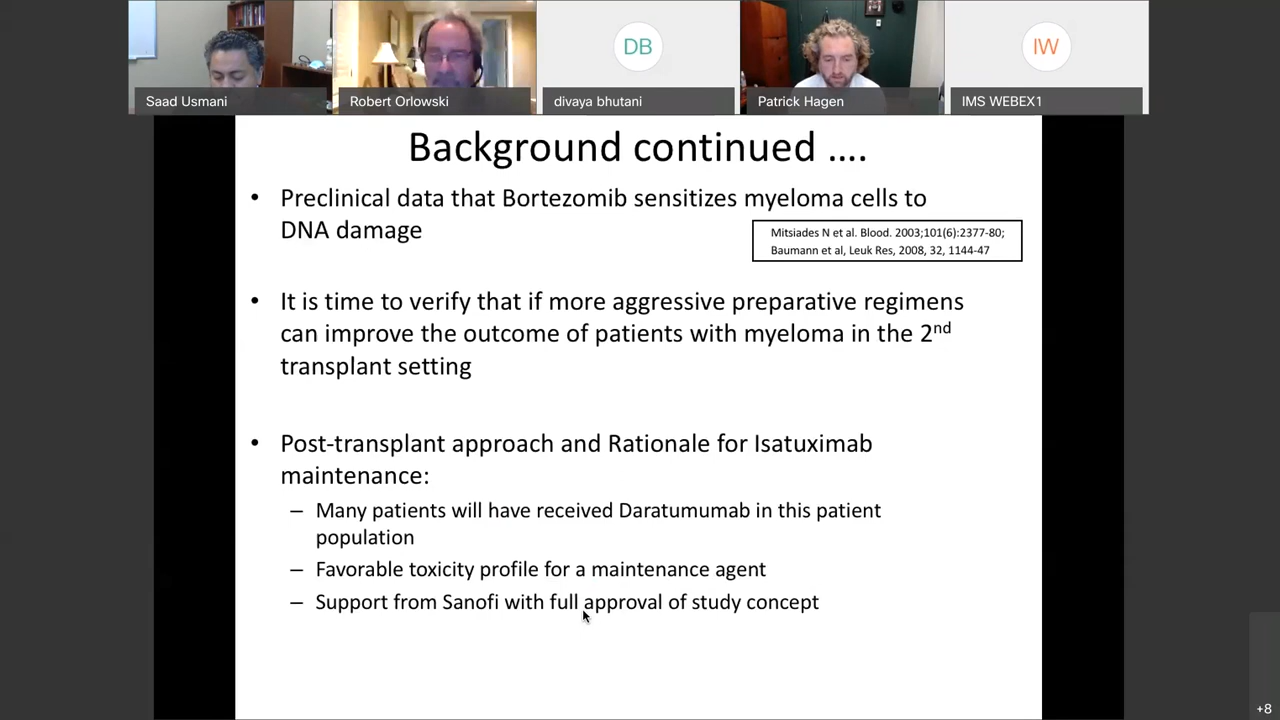 DB
IW
Saad Usmani
Robert Orlowski
divaya bhutani
Patrick Hagen
IMS WEBEX1
Background continued ….
• Preclinical data that Bortezomib sensitizes myeloma cells to
DNA damage
Mitsiades N et al. Blood. 2003;101(6):2377-80;
Baumann et al, Leuk Res, 2008, 32, 1144-47
• It is time to verify that if more aggressive preparative regimens
can improve the outcome of patients with myeloma in the 2nd
transplant setting
• Post-transplant approach and Rationale for Isatuximab
maintenance:
– Many patients will have received Daratumumab in this patient
population
– Favorable toxicity profile for a maintenance agent
– Support from Sanofi with full approval of study concept
+8